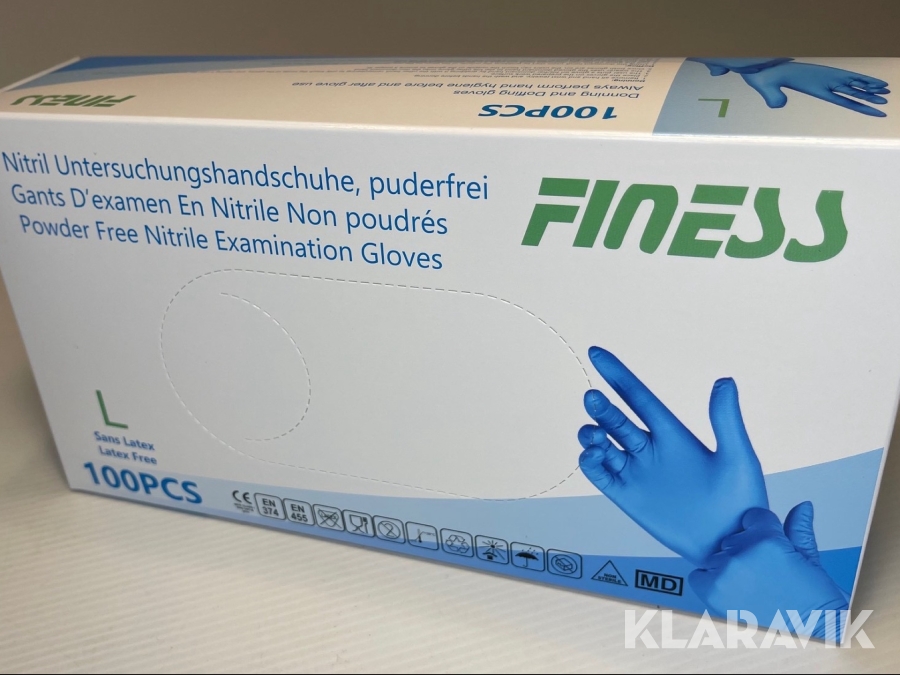 Donning and Doffing gloves
Always perform hand hygiene before and after glove use
100PCS
L
FINESS
Nitril Untersuchungshandschuhe, puderfrei
Gants D'examen En Nitrile Non poudrés
Powder Free Nitrile Examination Gloves
FINESS
L
Sans Latex
Latex Free
100PCS
CE
EN
374
EN
455
NON
STERILE
MD
KLARAVIK